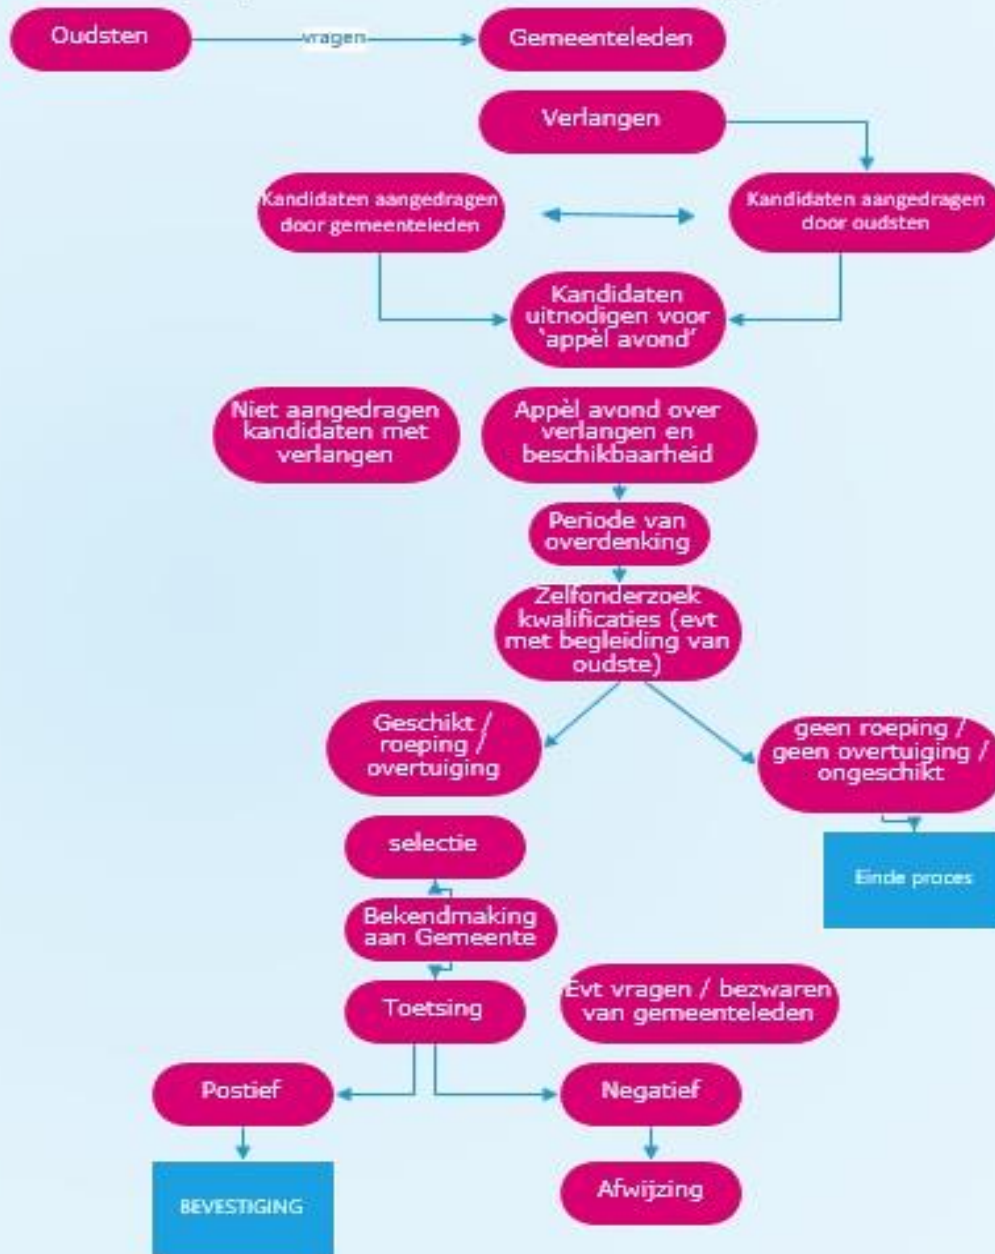 Oudsten
vragen
Gemeenteleden
Verlangen
Kandidaten aangedragen
door gemeenteleden
Kandidaten aangedragen
door oudsten
Kandidaten
uitnodigen voor
‘appèl avond’
Niet aangedragen
kandidaten met
verlangen
Appèl avond over
verlangen en
beschikbaarheid
Periode van
overdenking
Zelfonderzoek
kwalificaties (evt
met begeleiding van
oudste)
Geschikt /
roeping /
overtuiging
geen roeping /
geen overtuiging /
ongeschikt
selectie
Einde proces
Bekendmaking
aan Gemeente
Toetsing
Evt vragen / bezwaren
van gemeenteleden
Postief
Negatief
BEVESTIGING
Afwijzing